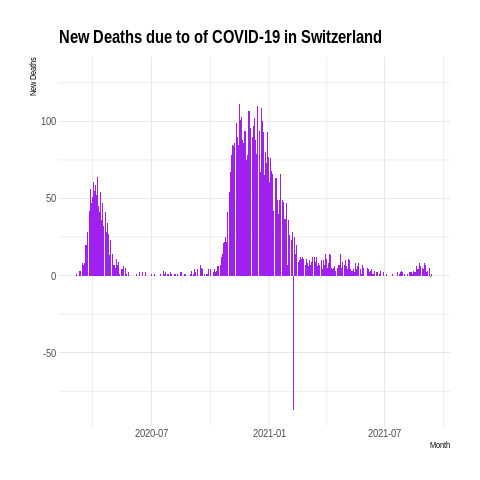 New Deaths due to of COVID-19 in Switzerland
New Deaths
100
50
0
-50
2020-07
2021-01
2021-07
Month